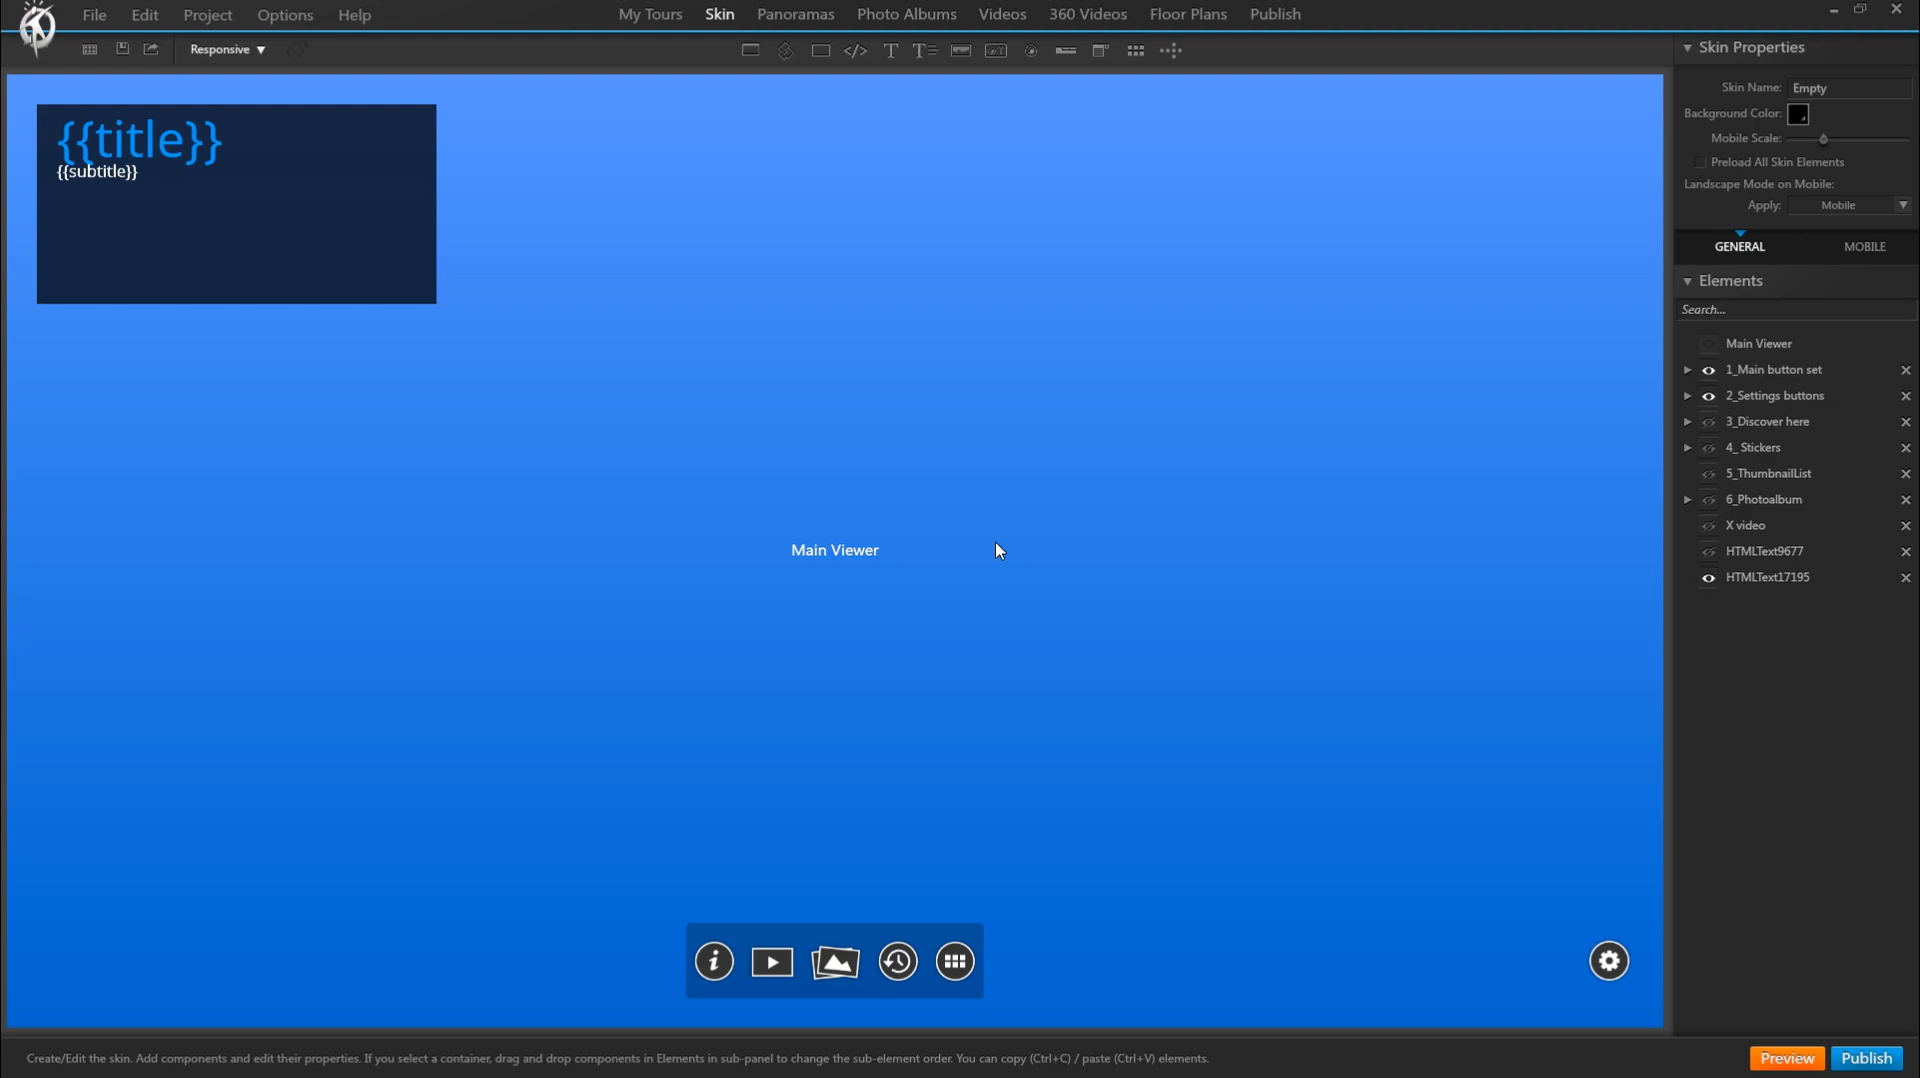 File Edit Project Options Help My Tours Skin Panoramas Photo Albums Videos 360 Videos Floor Plans Publish
Responsive
Skin Properties
Skin Name: Empty
Background Color:
Mobile Scale:
Preload All Skin Elements
Landscape Mode on Mobile:
Apply: Mobile
GENERAL MOBILE
Elements
Search...
Main Viewer
1_Main button set
2_Settings buttons
3_Discover here
4_ Stickers
5_ThumbnailList
6_Photoalbum
X video
HTMLText9677
HTMLText17195
{{title}}
{{subtitle}}
Main Viewer
Create/Edit the skin. Add components and edit their properties. If you select a container, drag and drop components in Elements in sub-panel to change the sub-element order. You can copy (Ctrl+C) / paste (Ctrl+V) elements.
Preview Publish